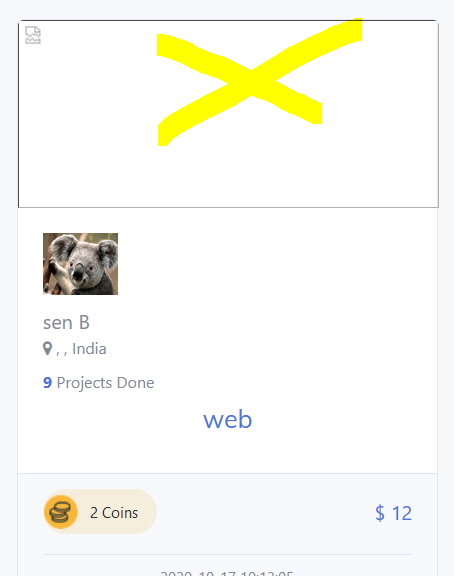 sen B
, , India
9 Projects Done
web
2 Coins
$ 12